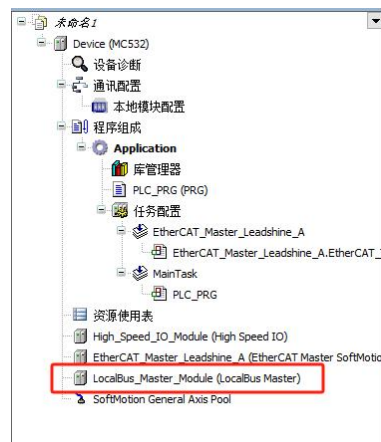 未命名1
Device (MC532)
设备诊断
通讯配置
本地模块配置
程序组成
Application
库管理器
PLC_PRG (PRG)
任务配置
EtherCAT_Master_Leadshine_A
EtherCAT_Master_Leadshine_A.EtherCAT_
MainTask
PLC_PRG
资源使用表
High_Speed_IO_Module (High Speed IO)
EtherCAT_Master_Leadshine_A (EtherCAT Master SoftMotio
LocalBus_Master_Module (LocalBus Master)
SoftMotion General Axis Pool